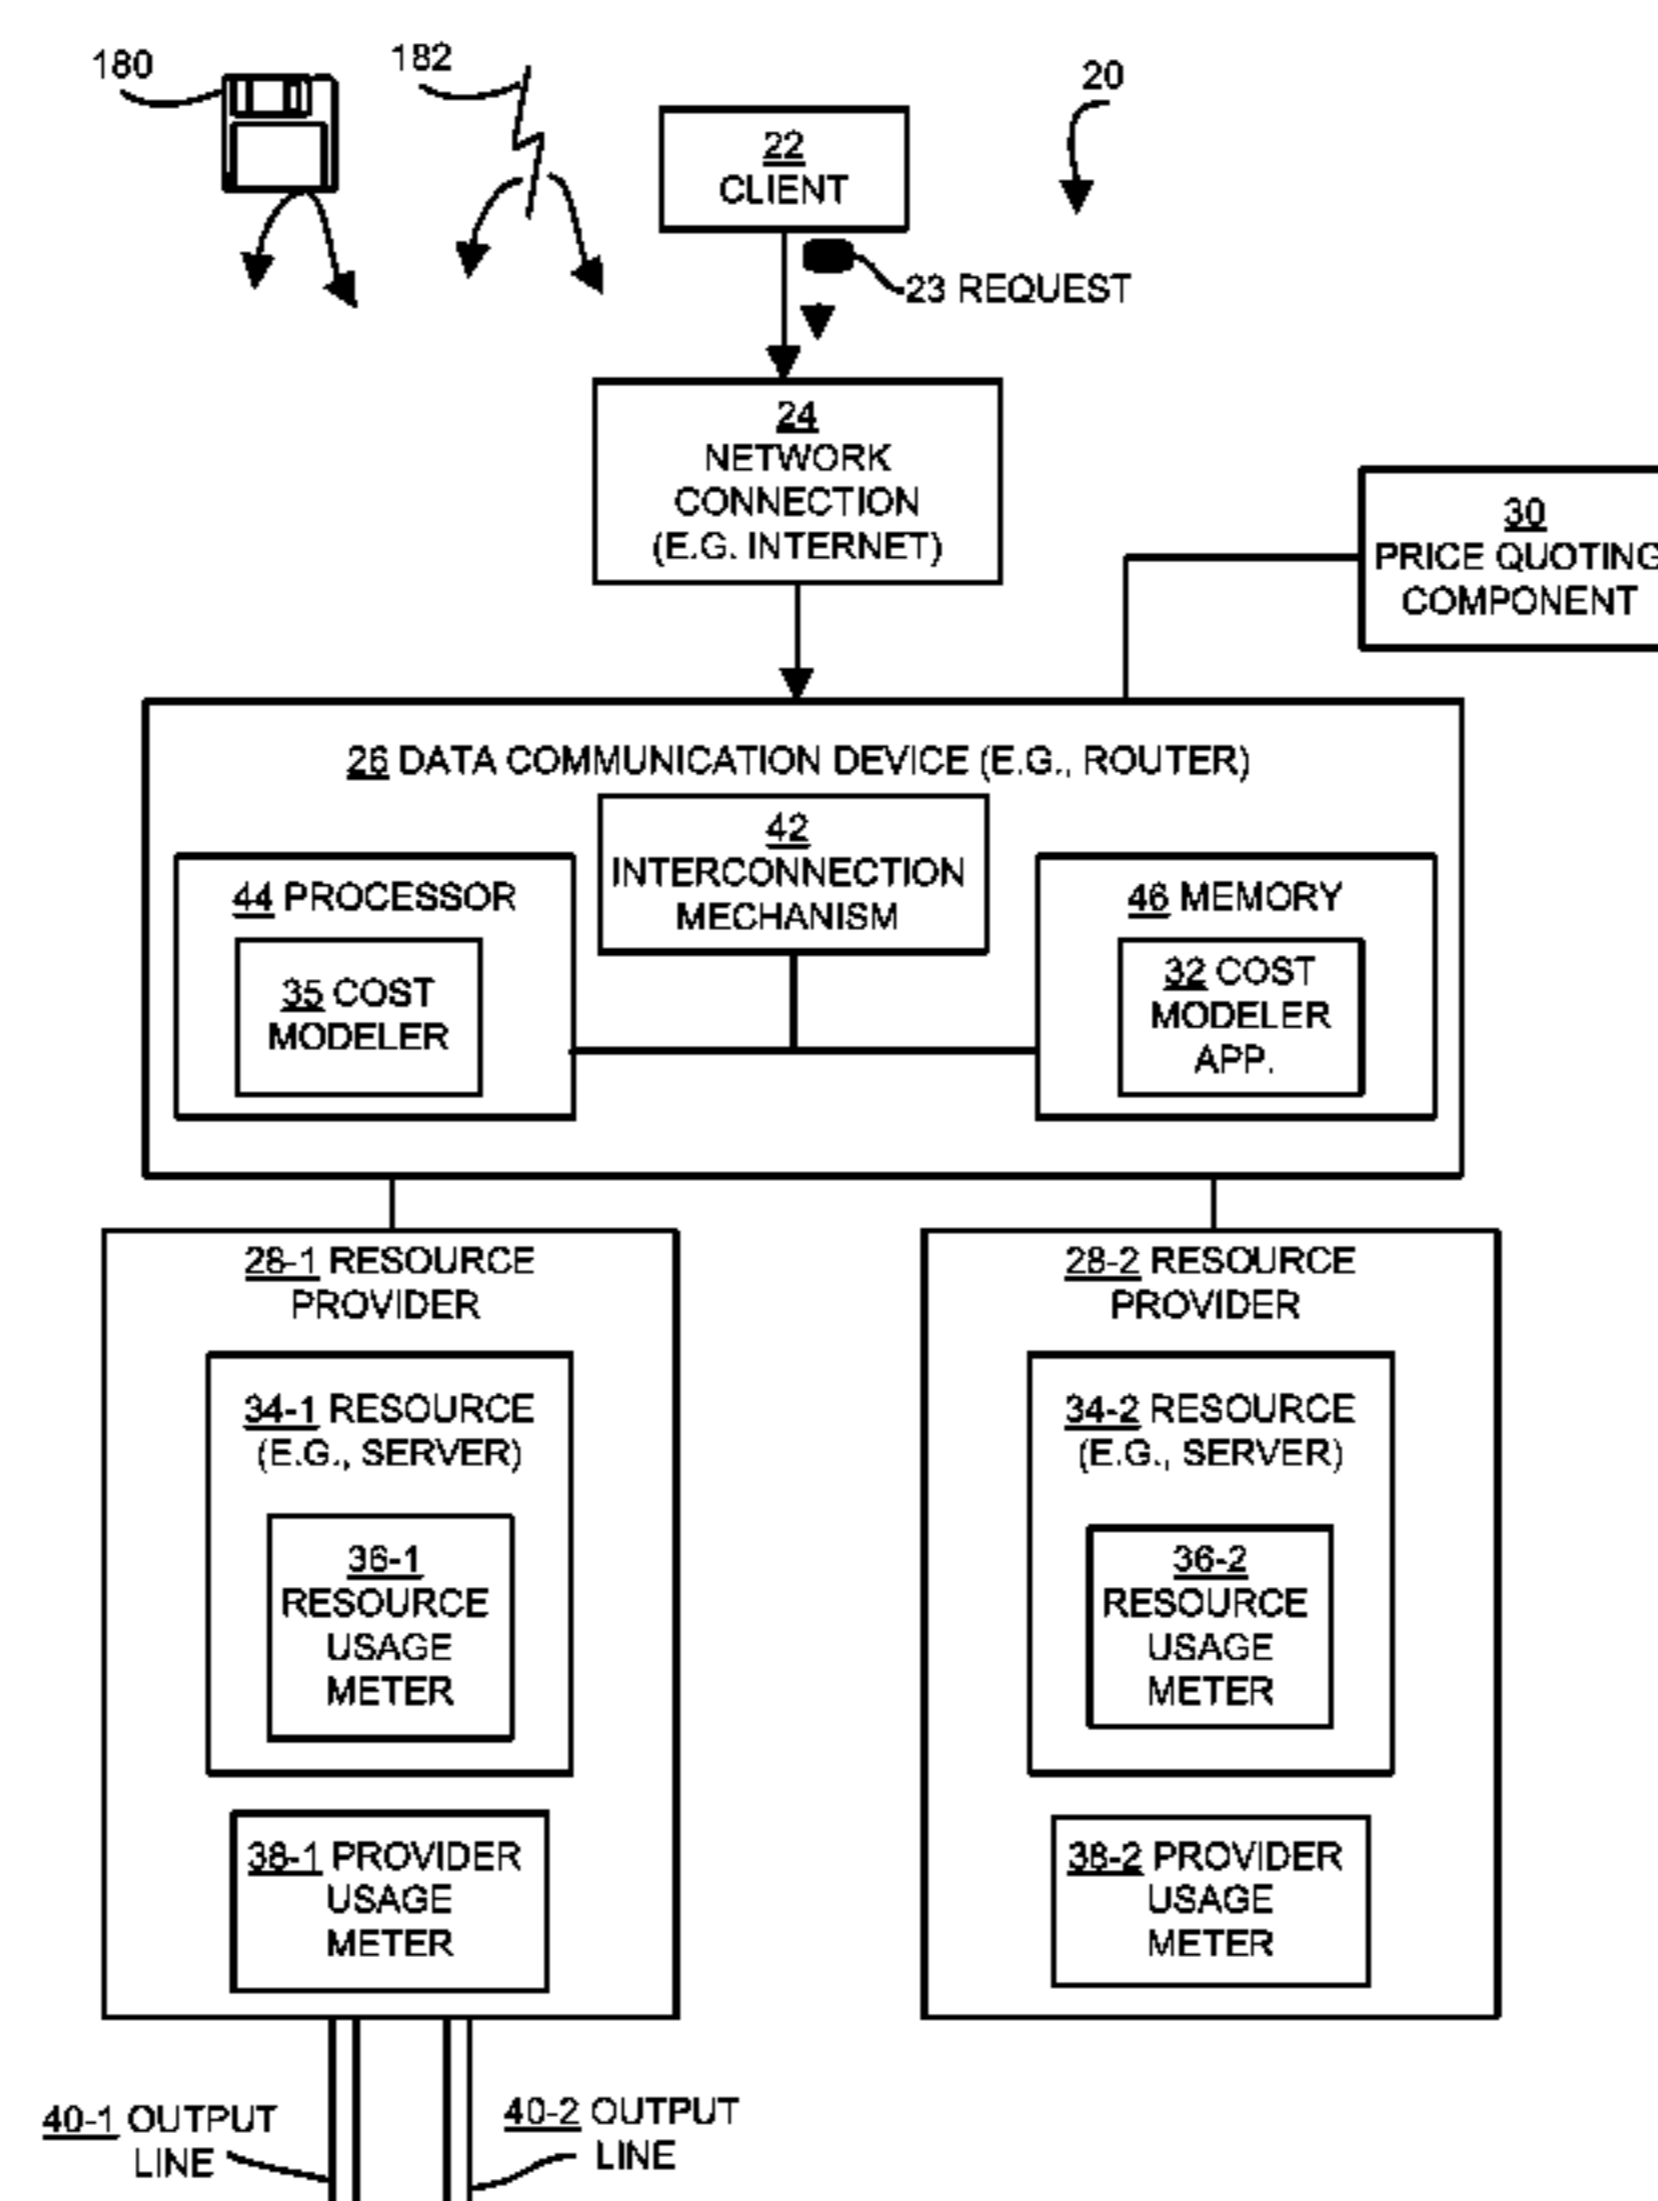 180
182
20
22
CLIENT
23 REQUEST
24
NETWORK
CONNECTION
(E.G. INTERNET)
30
PRICE QUOTING
COMPONENT
26 DATA COMMUNICATION DEVICE (E.G., ROUTER)
42
INTERCONNECTION
MECHANISM
44 PROCESSOR
35 COST
MODELER
46 MEMORY
32 COST
MODELER
APP.
28-1 RESOURCE
PROVIDER
34-1 RESOURCE
(E.G., SERVER)
36-1
RESOURCE
USAGE
METER
38-1 PROVIDER
USAGE
METER
28-2 RESOURCE
PROVIDER
34-2 RESOURCE
(E.G., SERVER)
36-2
RESOURCE
USAGE
METER
38-2 PROVIDER
USAGE
METER
40-1 OUTPUT
LINE
40-2 OUTPUT
LINE